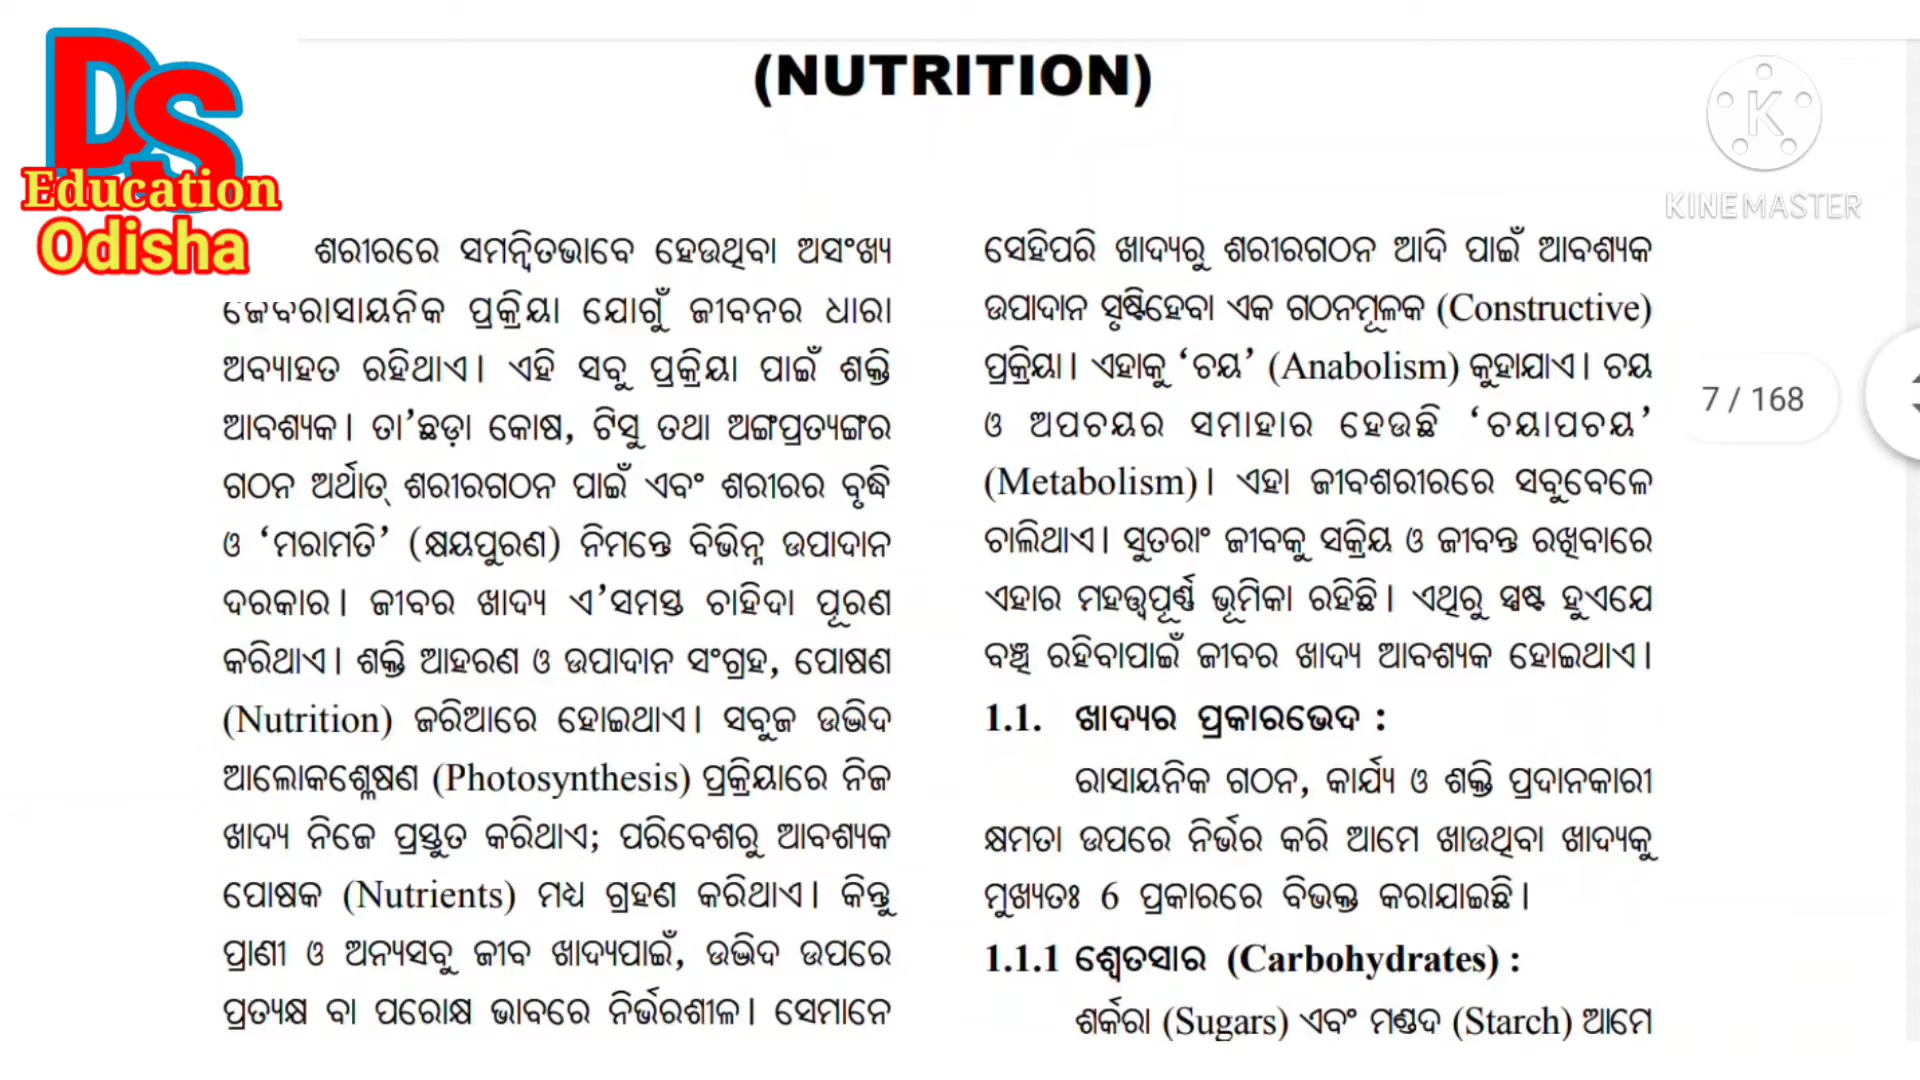 DS
Education
Odisha
(NUTRITION)
KINEMASTER
7 / 168
ଶରୀରରେ ସମନ୍ୱିତଭାବେ ହେଉଥିବା ଅସଂଖ୍ୟ
ଜୈବରାସାୟନିକ ପ୍ରକ୍ରିୟା ଯୋଗୁଁ ଜୀବନର ଧାରା
ଅବ୍ୟାହତ ରହିଥାଏ। ଏହି ସବୁ ପ୍ରକ୍ରିୟା ପାଇଁ ଶକ୍ତି
ଆବଶ୍ୟକ। ତା’ଛଡ଼ା କୋଷ, ଟିସୁ ତଥା ଅଙ୍ଗପ୍ରତ୍ୟଙ୍ଗର
ଗଠନ ଅର୍ଥାତ୍ ଶରୀରଗଠନ ପାଇଁ ଏବଂ ଶରୀରର ବୃଦ୍ଧି
ଓ ‘ମରାମତି’ (କ୍ଷୟପୁରଣ) ନିମନ୍ତେ ବିଭିନ୍ନ ଉପାଦାନ
ଦରକାର। ଜୀବର ଖାଦ୍ୟ ଏ’ସମସ୍ତ ଚାହିଦା ପୂରଣ
କରିଥାଏ। ଶକ୍ତି ଆହରଣ ଓ ଉପାଦାନ ସଂଗ୍ରହ, ପୋଷଣ
(Nutrition) ଜରିଆରେ ହୋଇଥାଏ। ସବୁଜ ଉଦ୍ଭିଦ
ଆଲୋକଶ୍ଳେଷଣ (Photosynthesis) ପ୍ରକ୍ରିୟାରେ ନିଜ
ଖାଦ୍ୟ ନିଜେ ପ୍ରସ୍ତୁତ କରିଥାଏ; ପରିବେଶରୁ ଆବଶ୍ୟକ
ପୋଷକ (Nutrients) ମଧ୍ୟ ଗ୍ରହଣ କରିଥାଏ। କିନ୍ତୁ
ପ୍ରାଣୀ ଓ ଅନ୍ୟସବୁ ଜୀବ ଖାଦ୍ୟପାଇଁ, ଉଦ୍ଭିଦ ଉପରେ
ପ୍ରତ୍ୟକ୍ଷ ବା ପରୋକ୍ଷ ଭାବରେ ନିର୍ଭରଶୀଳ। ସେମାନେ
ସେହିପରି ଖାଦ୍ୟରୁ ଶରୀରଗଠନ ଆଦି ପାଇଁ ଆବଶ୍ୟକ
ଉପାଦାନ ସୃଷ୍ଟିହେବା ଏକ ଗଠନମୂଳକ (Constructive)
ପ୍ରକ୍ରିୟା। ଏହାକୁ ‘ଚୟ’ (Anabolism) କୁହାଯାଏ। ଚୟ
ଓ ଅପଚୟର ସମାହାର ହେଉଛି ‘ଚୟାପଚୟ’
(Metabolism)। ଏହା ଜୀବଶରୀରରେ ସବୁବେଳେ
ଚାଲିଥାଏ। ସୁତରାଂ ଜୀବକୁ ସକ୍ରିୟ ଓ ଜୀବନ୍ତ ରଖିବାରେ
ଏହାର ମହତ୍ତ୍ୱପୂର୍ଣ୍ଣ ଭୂମିକା ରହିଛି। ଏଥିରୁ ସ୍ପଷ୍ଟ ହୁଏଯେ
ବଞ୍ଚି ରହିବାପାଇଁ ଜୀବର ଖାଦ୍ୟ ଆବଶ୍ୟକ ହୋଇଥାଏ।
1.1. ଖାଦ୍ୟର ପ୍ରକାରଭେଦ :
ରାସାୟନିକ ଗଠନ, କାର୍ଯ୍ୟ ଓ ଶକ୍ତି ପ୍ରଦାନକାରୀ
କ୍ଷମତା ଉପରେ ନିର୍ଭର କରି ଆମେ ଖାଉଥିବା ଖାଦ୍ୟକୁ
ମୁଖ୍ୟତଃ 6 ପ୍ରକାରରେ ବିଭକ୍ତ କରାଯାଇଛି।
1.1.1 ଶ୍ୱେତସାର (Carbohydrates) :
ଶର୍କରା (Sugars) ଏବଂ ମଣ୍ଡଦ (Starch) ଆମେ